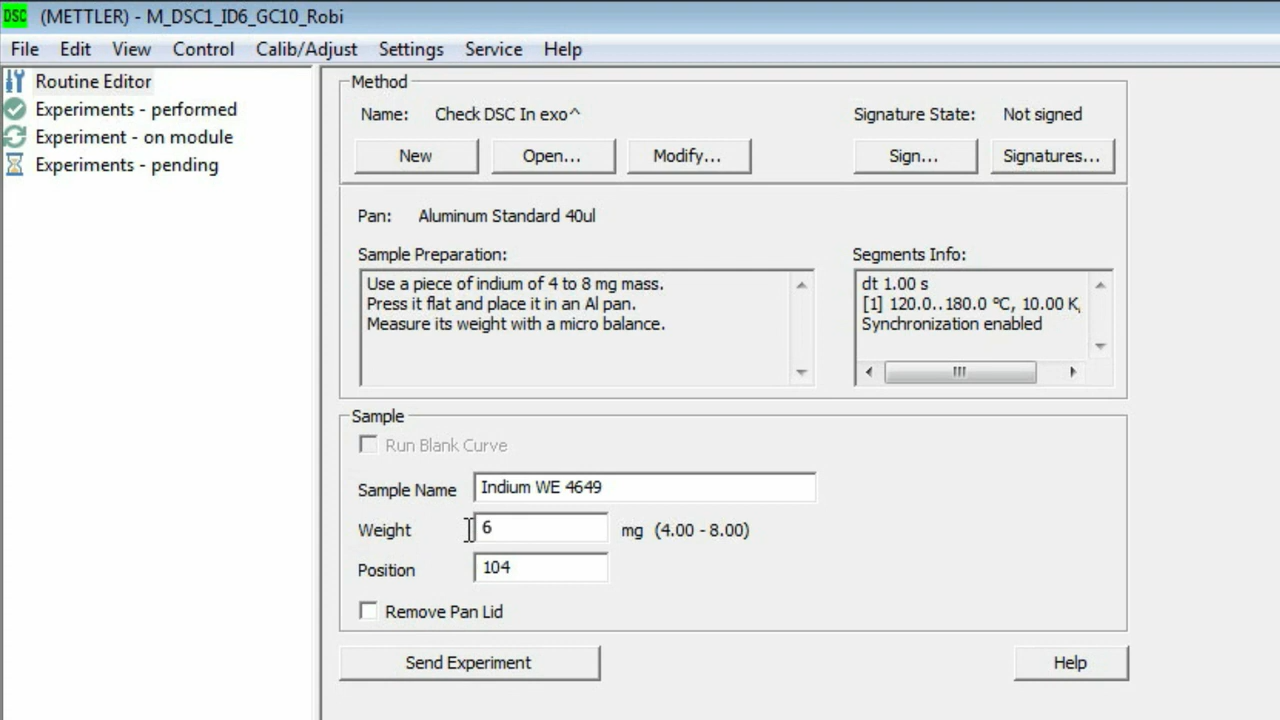 DSC (METTLER) - M_DSC1_ID6_GC10_Robi
File Edit View Control Calib/Adjust Settings Service Help
Routine Editor
Experiments - performed
Experiment - on module
Experiments - pending
Method
Name: Check DSC In exo^ Signature State: Not signed
New Open... Modify... Sign... Signatures...
Pan: Aluminum Standard 40ul
Sample Preparation:
Use a piece of indium of 4 to 8 mg mass.
Press it flat and place it in an Al pan.
Measure its weight with a micro balance.
Segments Info:
dt 1.00 s
[1] 120.0..180.0 °C, 10.00 K,
Synchronization enabled
Sample
Run Blank Curve
Sample Name Indium WE 4649
Weight 6 mg (4.00 - 8.00)
Position 104
Remove Pan Lid
Send Experiment Help